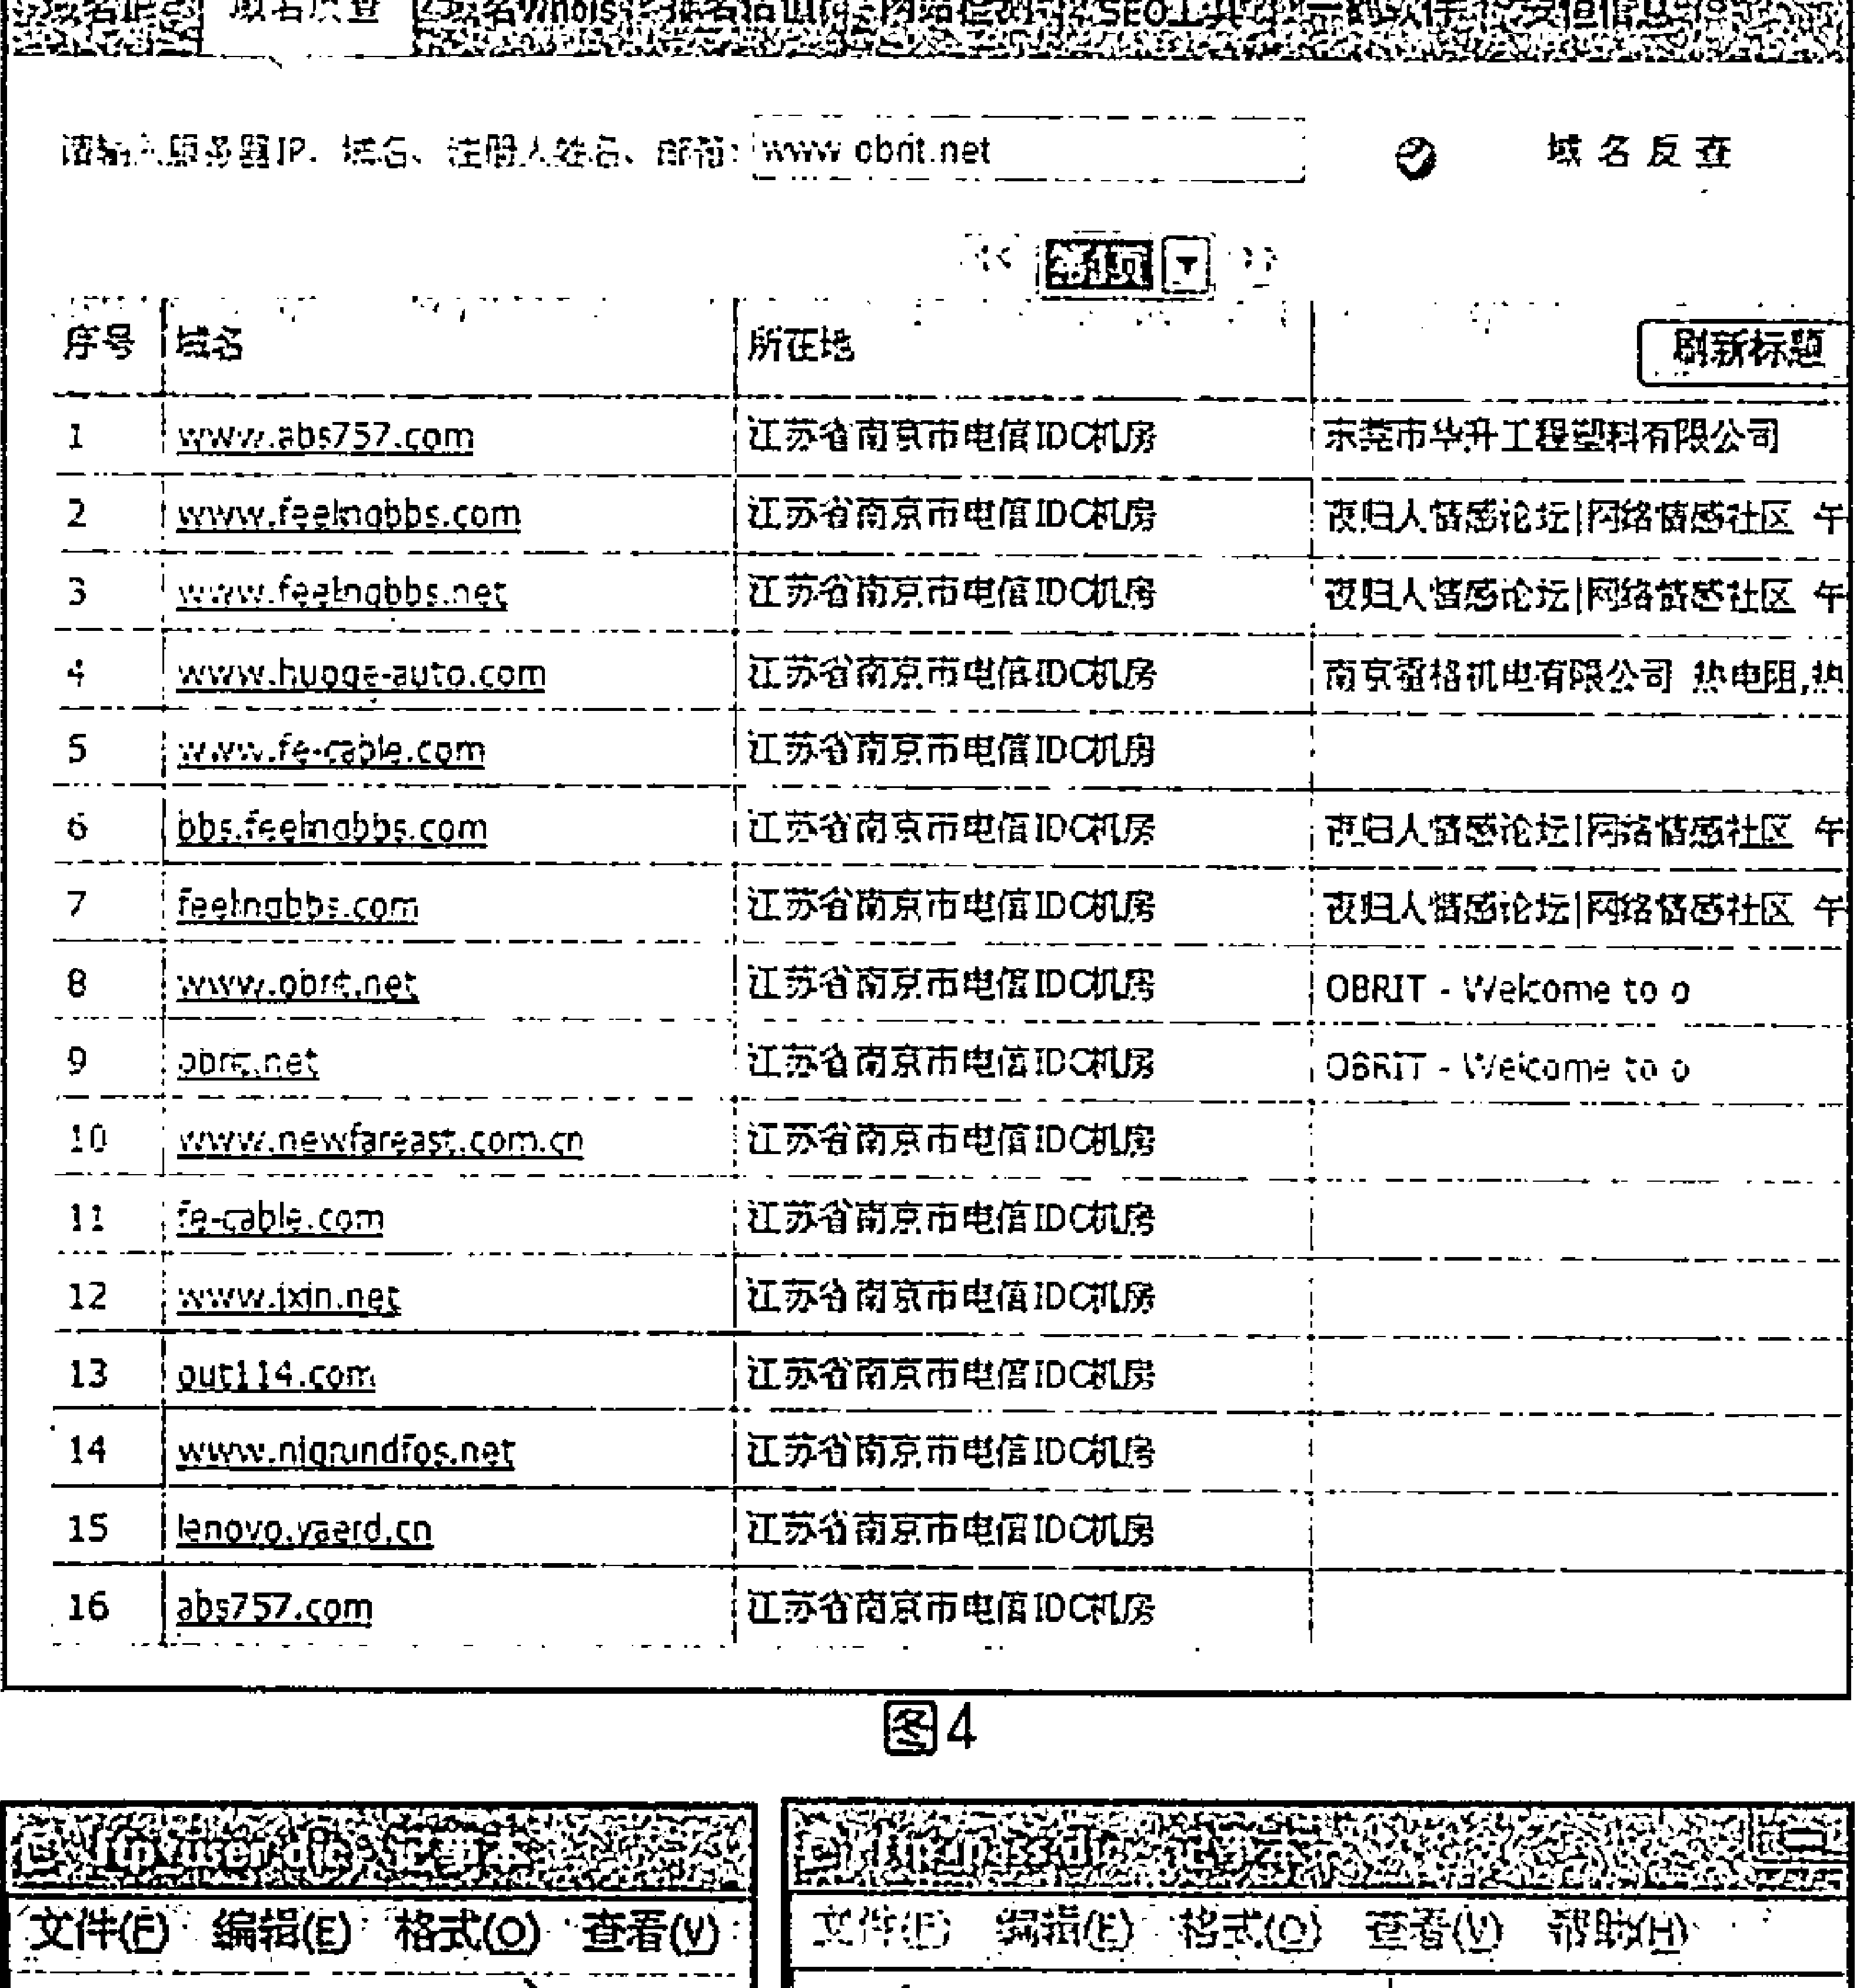 域名反查
请输入服务器IP、域名、注册人姓名、邮箱: www.obrit.net 域名反查
<< 第1页 >>
序号 域名 所在地 刷新标题
1 www.abs757.com 江苏省南京市电信IDC机房 东莞市华升工程塑料有限公司
2 www.feelngbbs.com 江苏省南京市电信IDC机房 夜归人情感论坛|网络情感社区 午
3 www.feelngbbs.net 江苏省南京市电信IDC机房 夜归人情感论坛|网络情感社区 午
4 www.huoge-auto.com 江苏省南京市电信IDC机房 南京霍格机电有限公司 热电阻,热
5 www.fe-cable.com 江苏省南京市电信IDC机房
6 bbs.feelngbbs.com 江苏省南京市电信IDC机房 夜归人情感论坛|网络情感社区 午
7 feelngbbs.com 江苏省南京市电信IDC机房 夜归人情感论坛|网络情感社区 午
8 www.obrit.net 江苏省南京市电信IDC机房 OBRIT - Welcome to o
9 obrit.net 江苏省南京市电信IDC机房 OBRIT - Welcome to o
10 www.newfareast.com.cn 江苏省南京市电信IDC机房
11 fe-cable.com 江苏省南京市电信IDC机房
12 www.jxin.net 江苏省南京市电信IDC机房
13 out114.com 江苏省南京市电信IDC机房
14 www.njgrundfos.net 江苏省南京市电信IDC机房
15 lenovo.yaerd.cn 江苏省南京市电信IDC机房
16 abs757.com 江苏省南京市电信IDC机房
图4
文件(F) 编辑(E) 格式(O) 查看(V)
文件(F) 编辑(E) 格式(O) 查看(V) 帮助(H)